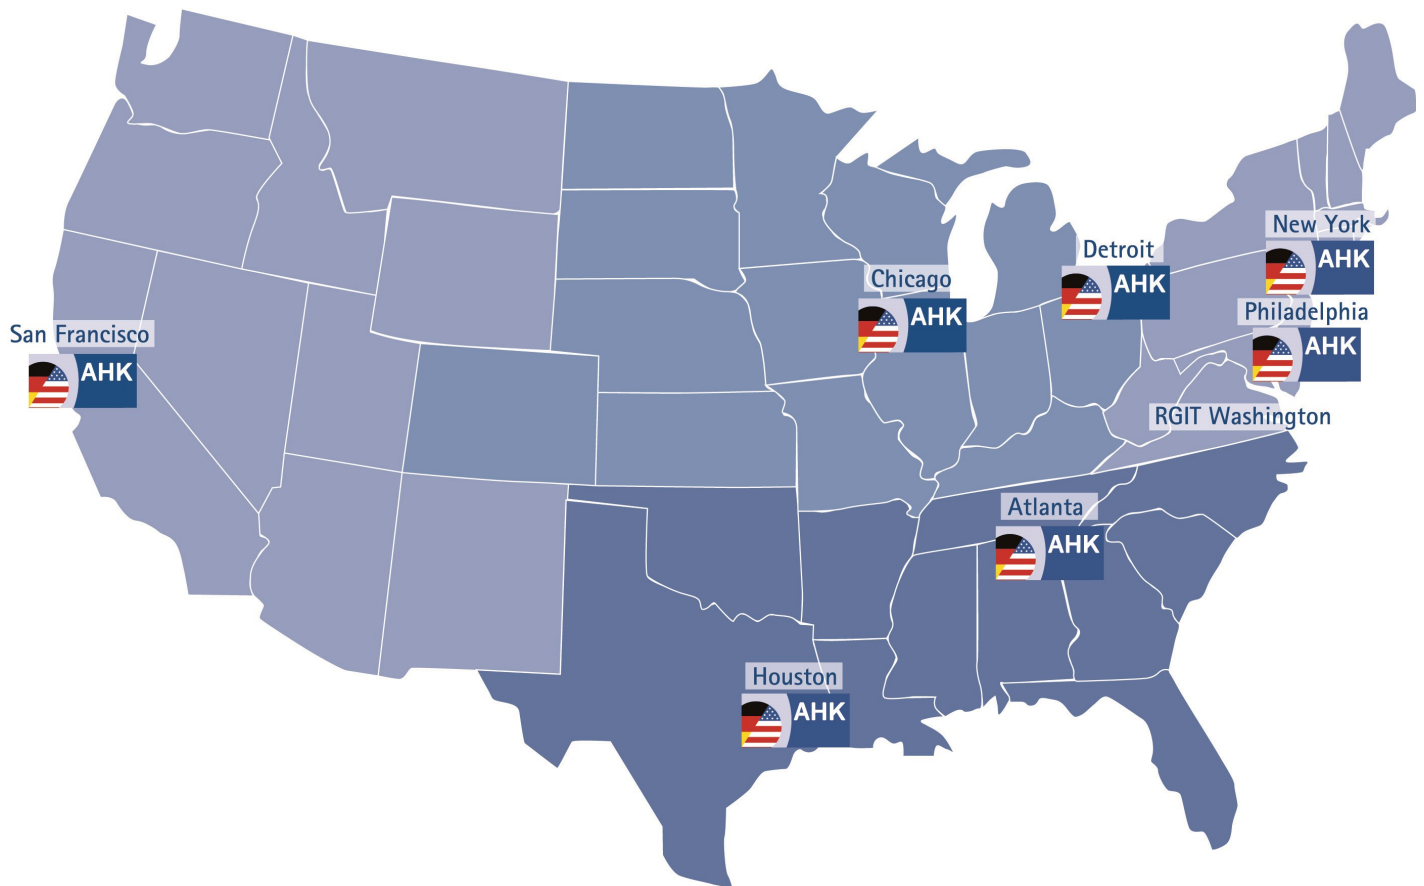 New York
AHK
Detroit
AHK
Chicago
AHK
Philadelphia
AHK
San Francisco
AHK
RGIT Washington
Atlanta
AHK
Houston
AHK